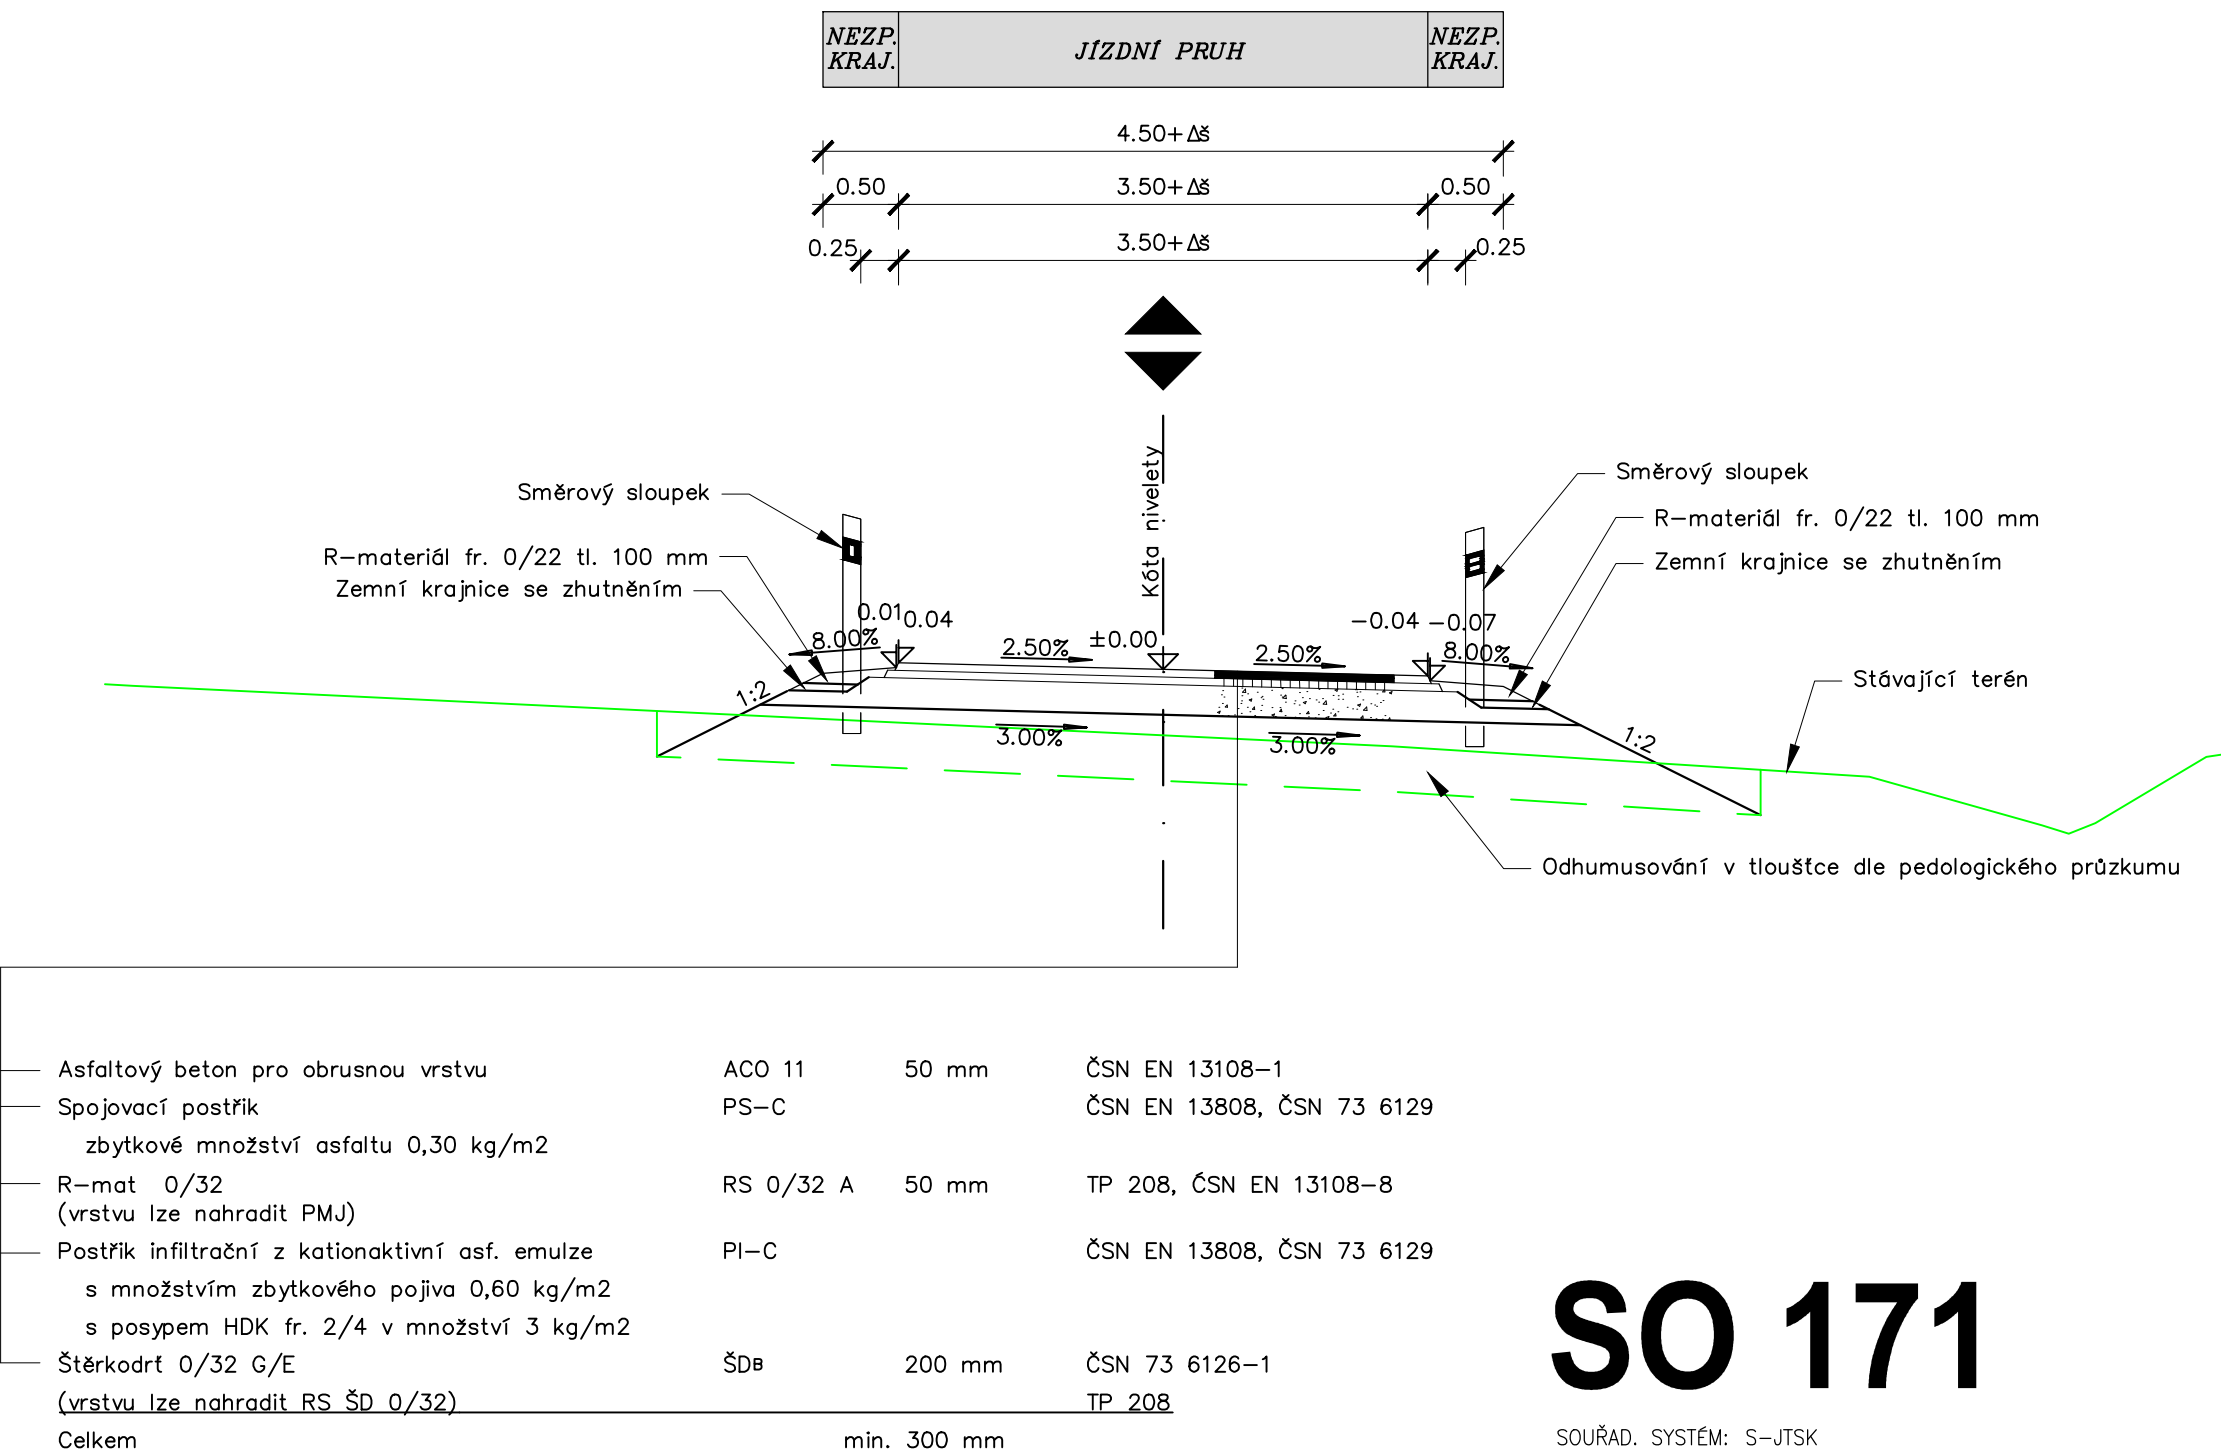 NEZP. KRAJ.
JÍZDNÍ PRUH
NEZP. KRAJ.
4.50+Δš
0.50
3.50+Δš
0.50
0.25
3.50+Δš
0.25
Kóta nivelety
Směrový sloupek
R-materiál fr. 0/22 tl. 100 mm
Zemní krajnice se zhutněním
Směrový sloupek
R-materiál fr. 0/22 tl. 100 mm
Zemní krajnice se zhutněním
0.01
0.04
8.00%
2.50%
±0.00
2.50%
-0.04
-0.07
8.00%
1:2
3.00%
3.00%
1:2
Stávající terén
Odhumusování v tloušťce dle pedologického průzkumu
Asfaltový beton pro obrusnou vrstvu ACO 11 50 mm ČSN EN 13108-1
Spojovací postřik PS-C ČSN EN 13808, ČSN 73 6129
zbytkové množství asfaltu 0,30 kg/m2
R-mat 0/32 RS 0/32 A 50 mm TP 208, ĆSN EN 13108-8
(vrstvu lze nahradit PMJ)
Postřik infiltrační z kationaktivní asf. emulze PI-C ČSN EN 13808, ČSN 73 6129
s množstvím zbytkového pojiva 0,60 kg/m2
s posypem HDK fr. 2/4 v množství 3 kg/m2
Štěrkodrť 0/32 G/E ŠDB 200 mm ČSN 73 6126-1
(vrstvu lze nahradit RS ŠD 0/32) TP 208
Celkem min. 300 mm
SO 171
SOUŘAD. SYSTÉM: S-JTSK